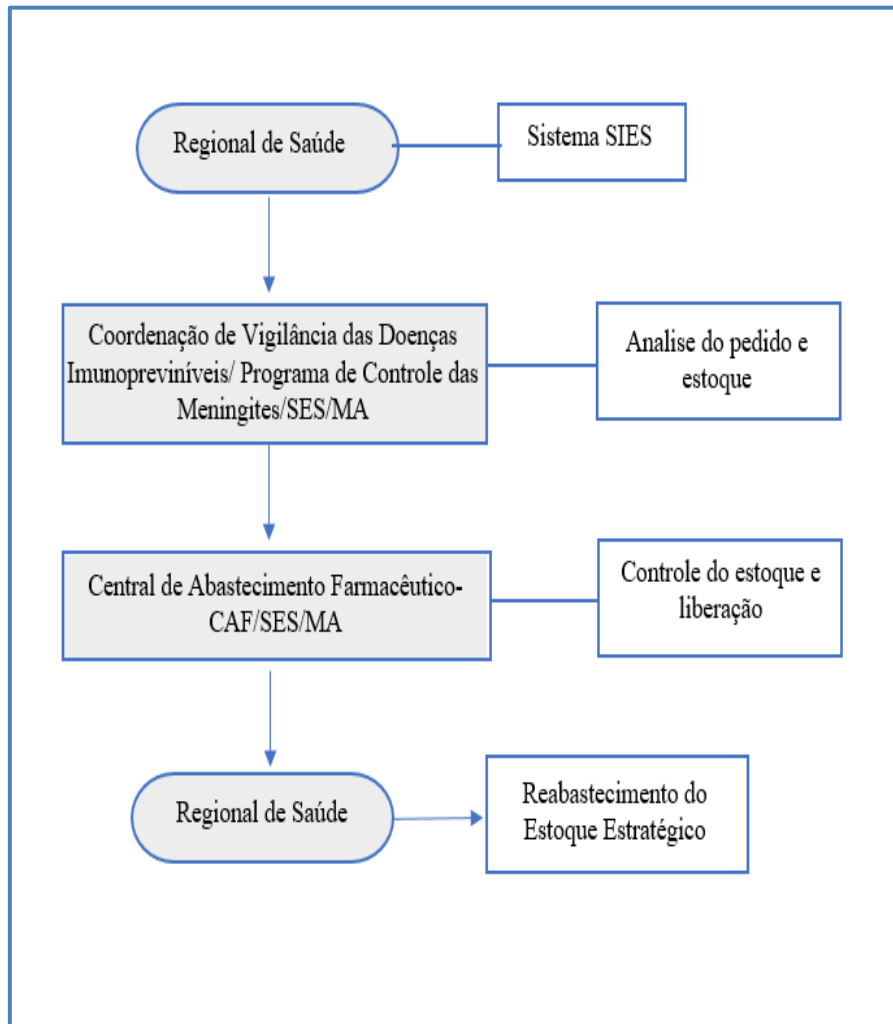 Regional de Saúde
Sistema SIES
Coordenação de Vigilância das Doenças
Imunopreviníveis/ Programa de Controle das
Meningites/SES/MA
Analise do pedido e
estoque
Central de Abastecimento Farmacêutico-
CAF/SES/MA
Controle do estoque e
liberação
Regional de Saúde
Reabastecimento do
Estoque Estratégico